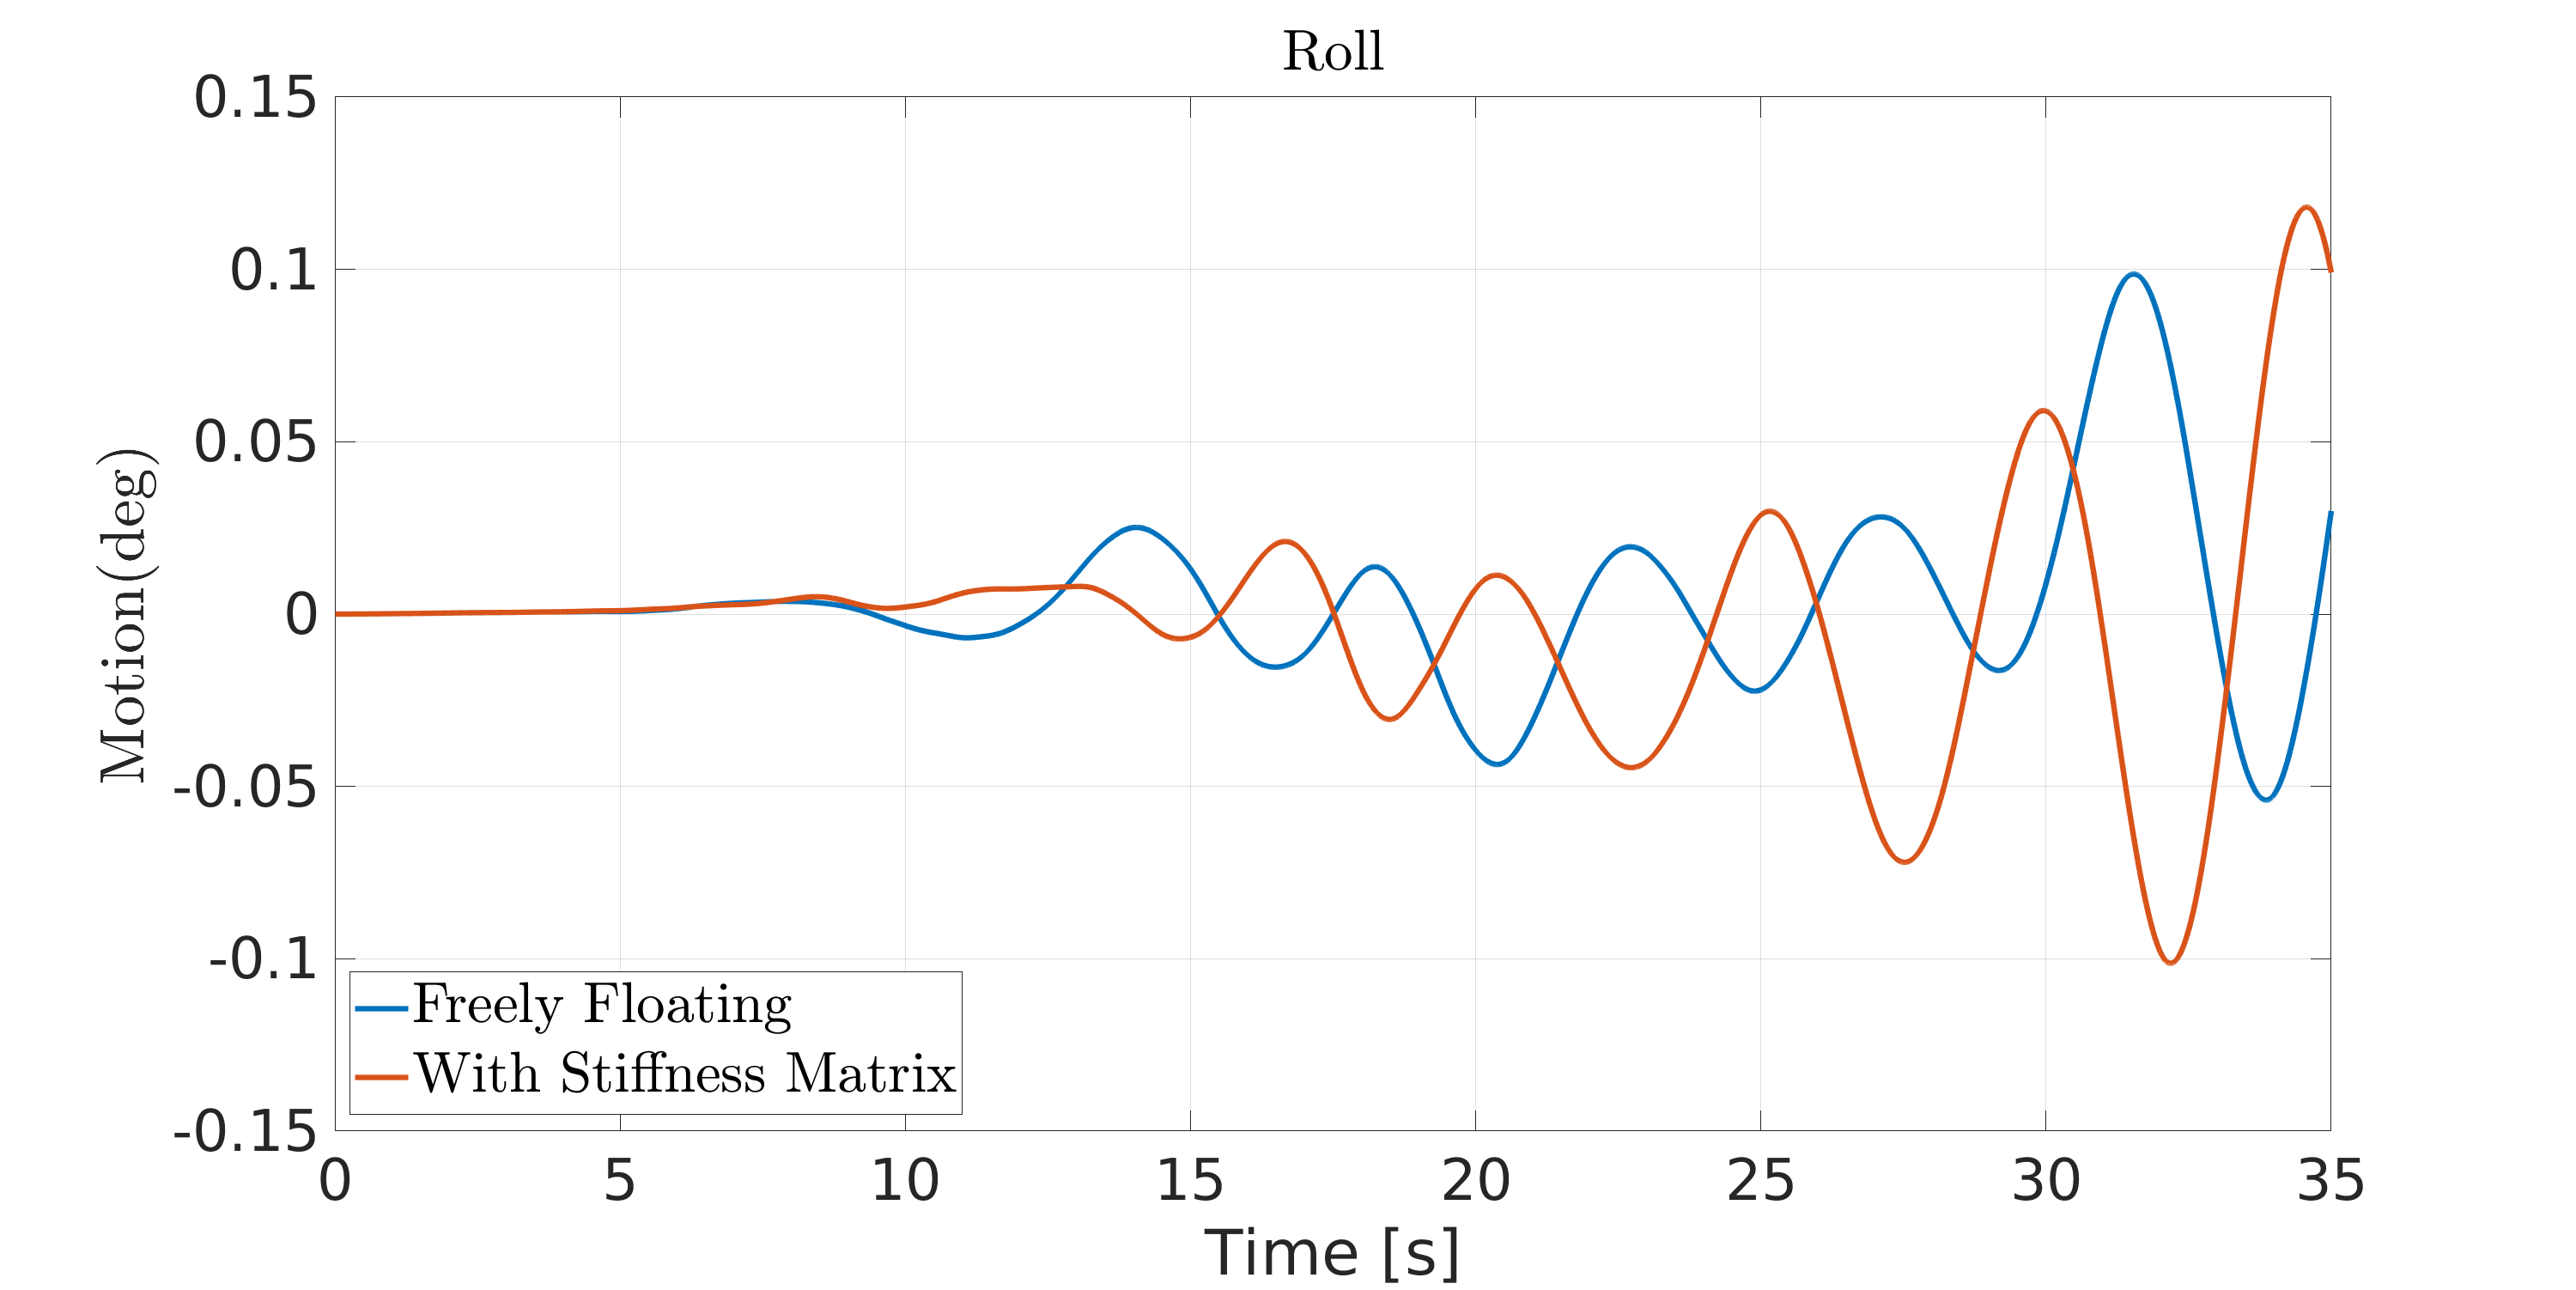 Roll
0.15
0.1
0.05
0
-0.05
-0.1
-0.15
Motion(deg)
Freely Floating
With Stiffness Matrix
0 5 10 15 20 25 30 35
Time [s]